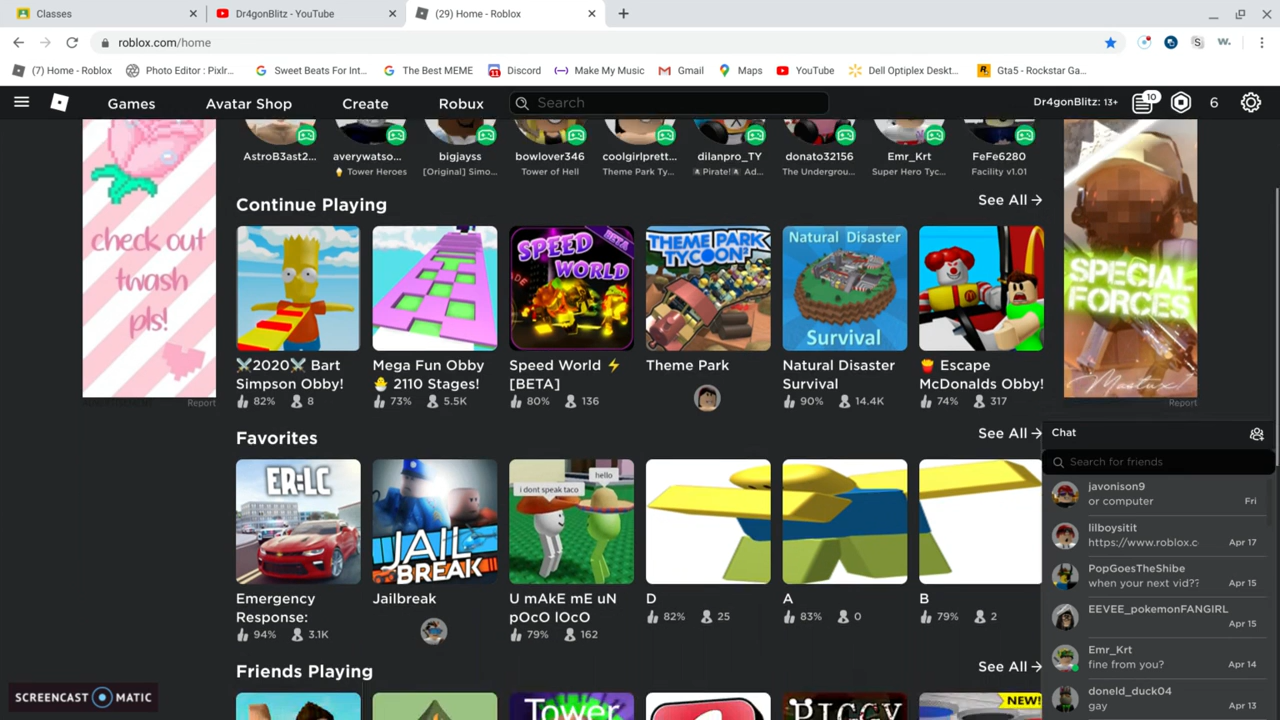 Classes
Dr4gonBlitz - YouTube
(29) Home - Roblox
roblox.com/home
(7) Home - Roblox
Photo Editor : Pixlr...
Sweet Beats For Int...
The Best MEME
Discord
Make My Music
Gmail
Maps
YouTube
Dell Optiplex Deskt...
Gta5 - Rockstar Ga...
Games
Avatar Shop
Create
Robux
Search
Dr4gonBlitz: 13+
10
6
AstroB3ast2...
averywatso...
bigjayss
bowlover346
coolgirlprett...
dilanpro_TY
donato32156
Emr_Krt
FeFe6280
Tower Heroes
[Original] Simo...
Tower of Hell
Theme Park Ty...
Pirate! Ad...
The Undergrou...
Super Hero Tyc...
Facility v1.01
check out
twash
pls!
Report
SPECIAL
FORCES
Report
Continue Playing
See All
SPEED
WORLD
BETA
THEME PARK
TYCOON2
Natural Disaster
Survival
2020 Bart
Simpson Obby!
82% 8
Mega Fun Obby
2110 Stages!
73% 5.5K
Speed World
[BETA]
80% 136
Theme Park
Natural Disaster
Survival
90% 14.4K
Escape
McDonalds Obby!
74% 317
Favorites
See All
ER:LC
JAIL
BREAK
hello
i dont speak taco
Emergency
Response:
94% 3.1K
Jailbreak
U mAkE mE uN
pOcO lOcO
79% 162
D
82% 25
A
83% 0
B
79% 2
Friends Playing
See All
Tower
PIGGY
NEW!
Chat
Search for friends
javonison9
or computer
Fri
lilboysitit
https://www.roblox.c
Apr 17
PopGoesTheShibe
when your next vid??
Apr 15
EEVEE_pokemonFANGIRL
Apr 15
Emr_Krt
fine from you?
Apr 14
doneld_duck04
gay
Apr 13
SCREENCAST MATIC